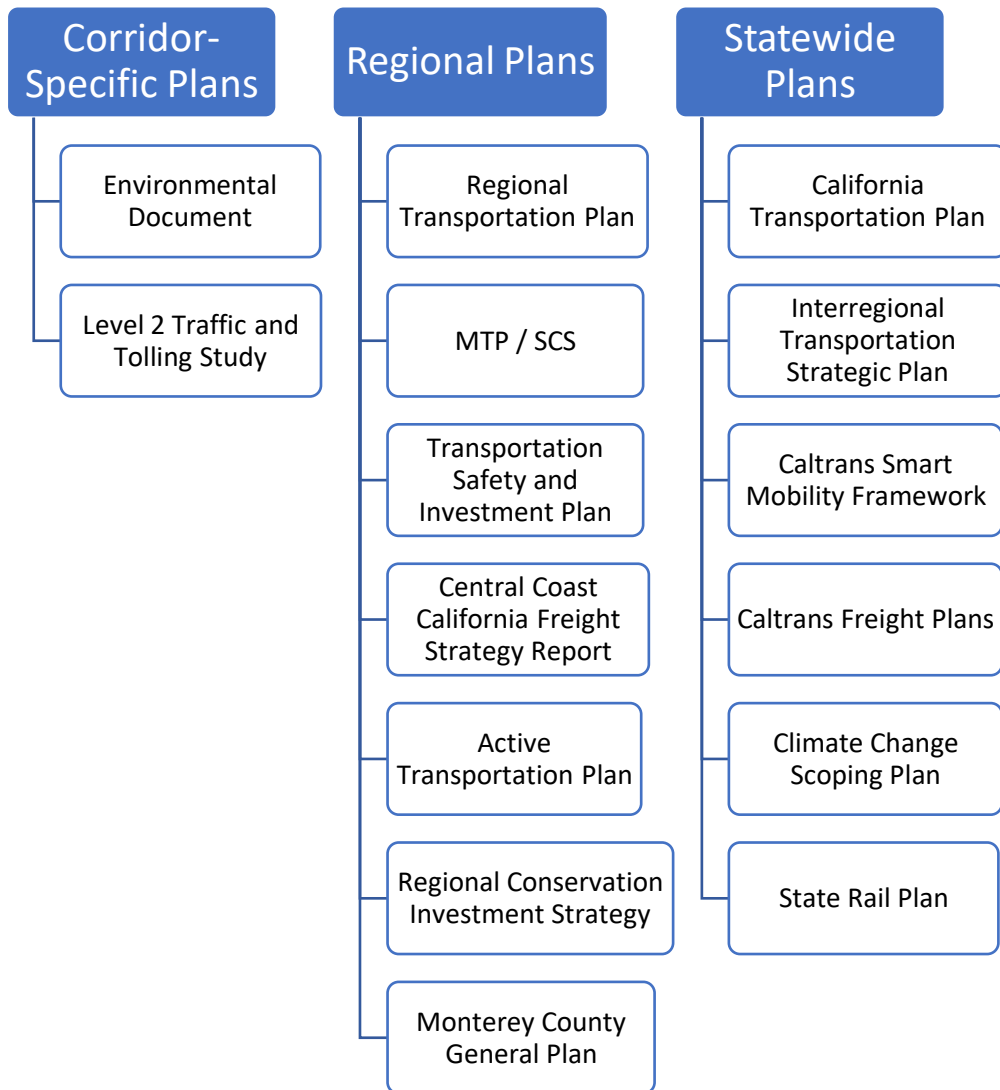 Corridor-
Specific Plans
Environmental
Document
Level 2 Traffic and
Tolling Study
Regional Plans
Regional
Transportation Plan
MTP / SCS
Transportation
Safety and
Investment Plan
Central Coast
California Freight
Strategy Report
Active
Transportation Plan
Regional Conservation
Investment Strategy
Monterey County
General Plan
Statewide
Plans
California
Transportation Plan
Interregional
Transportation
Strategic Plan
Caltrans Smart
Mobility Framework
Caltrans Freight Plans
Climate Change
Scoping Plan
State Rail Plan